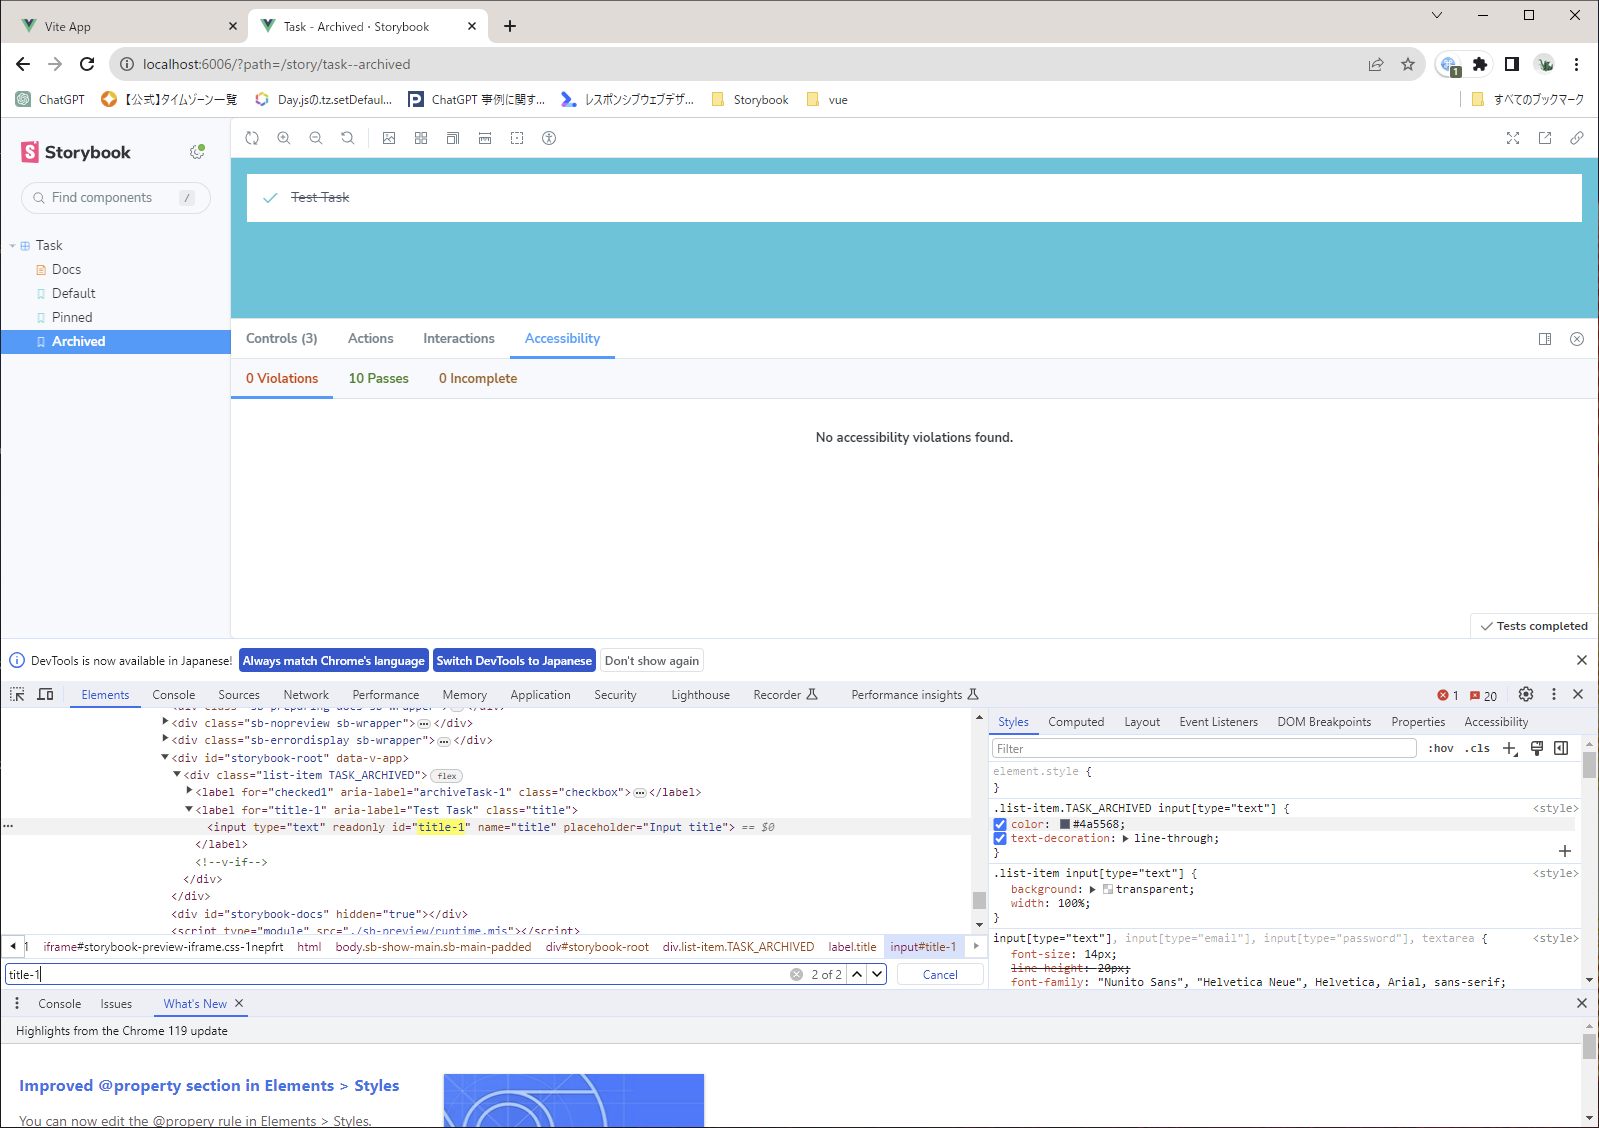 Vite App
Task - Archived · Storybook
localhost:6006/?path=/story/task--archived
1
ChatGPT
【公式】タイムゾーン一覧
Day.jsの.tz.setDefaul...
ChatGPT 事例に関す...
レスポンシブウェブデザ...
Storybook
vue
すべてのブックマーク
Storybook
Find components
/
Task
Docs
Default
Pinned
Archived
Test Task
Controls (3)
Actions
Interactions
Accessibility
0 Violations
10 Passes
0 Incomplete
No accessibility violations found.
Tests completed
DevTools is now available in Japanese!
Always match Chrome's language
Switch DevTools to Japanese
Don't show again
Elements
Console
Sources
Network
Performance
Memory
Application
Security
Lighthouse
Recorder
Performance insights
1
20
<div class="sb-preparing-docs sb-wrapper">…</div>
<div class="sb-nopreview sb-wrapper">…</div>
<div class="sb-errordisplay sb-wrapper">…</div>
<div id="storybook-root" data-v-app>
<div class="list-item TASK_ARCHIVED"> flex
<label for="checked1" aria-label="archiveTask-1" class="checkbox">…</label>
<label for="title-1" aria-label="Test Task" class="title">
… <input type="text" readonly id="title-1" name="title" placeholder="Input title"> == $0
</label>
<!--v-if-->
</div>
</div>
<div id="storybook-docs" hidden="true"></div>
<script type="module" src="./sb-preview/runtime.mjs"></script>
1
iframe#storybook-preview-iframe.css-1nepfrt
html
body.sb-show-main.sb-main-padded
div#storybook-root
div.list-item.TASK_ARCHIVED
label.title
input#title-1
title-1
2 of 2
Cancel
Styles
Computed
Layout
Event Listeners
DOM Breakpoints
Properties
Accessibility
Filter
:hov
.cls
element.style {
}
.list-item.TASK_ARCHIVED input[type="text"] {
<style>
color: #4a5568;
text-decoration: line-through;
}
.list-item input[type="text"] {
<style>
background: transparent;
width: 100%;
}
input[type="text"], input[type="email"], input[type="password"], textarea {
<style>
font-size: 14px;
line-height: 20px;
font-family: "Nunito Sans", "Helvetica Neue", Helvetica, Arial, sans-serif;
Console
Issues
What's New
Highlights from the Chrome 119 update
Improved @property section in Elements > Styles
You can now edit the @propery rule in Elements > Styles.